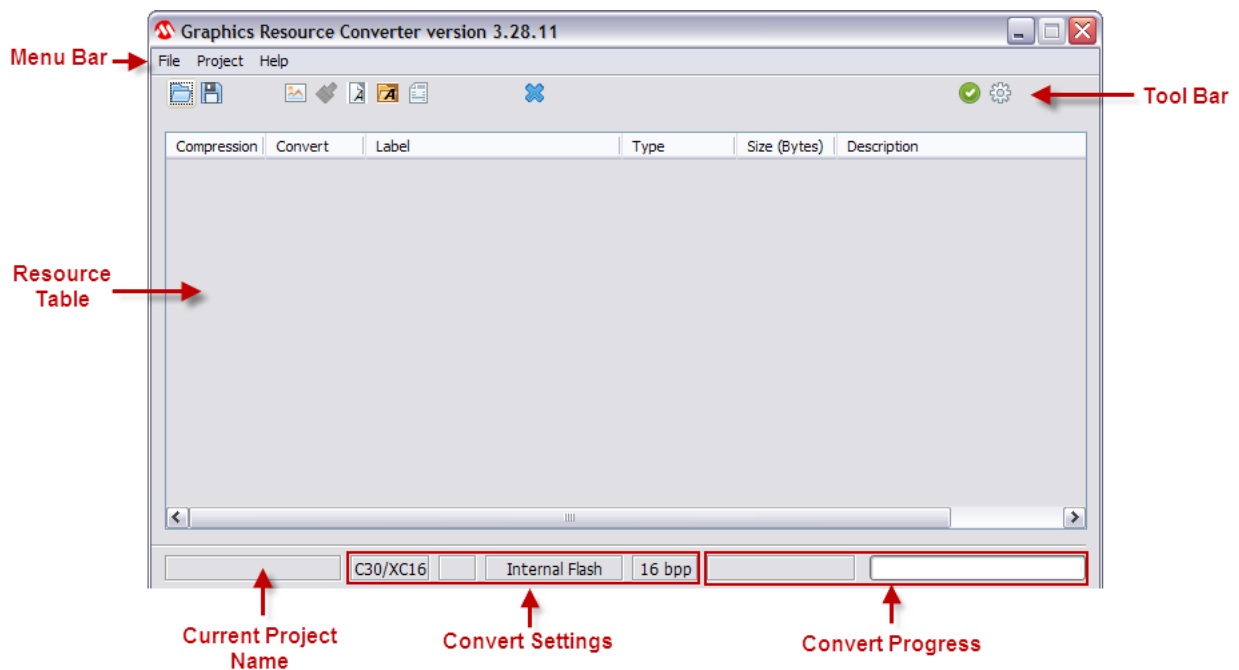 Graphics Resource Converter version 3.28.11
Menu Bar
File Project Help
Tool Bar
Compression Convert Label Type Size (Bytes) Description
Resource
Table
C30/XC16 Internal Flash 16 bpp
Current Project
Name
Convert Settings
Convert Progress